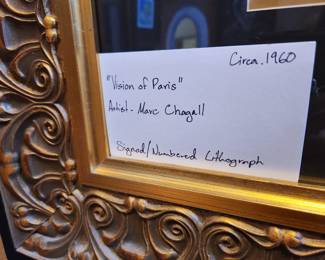 Circa. 1960
"Vision of Paris"
Artist - Marc Chagall
Signed/Numbered Lithograph